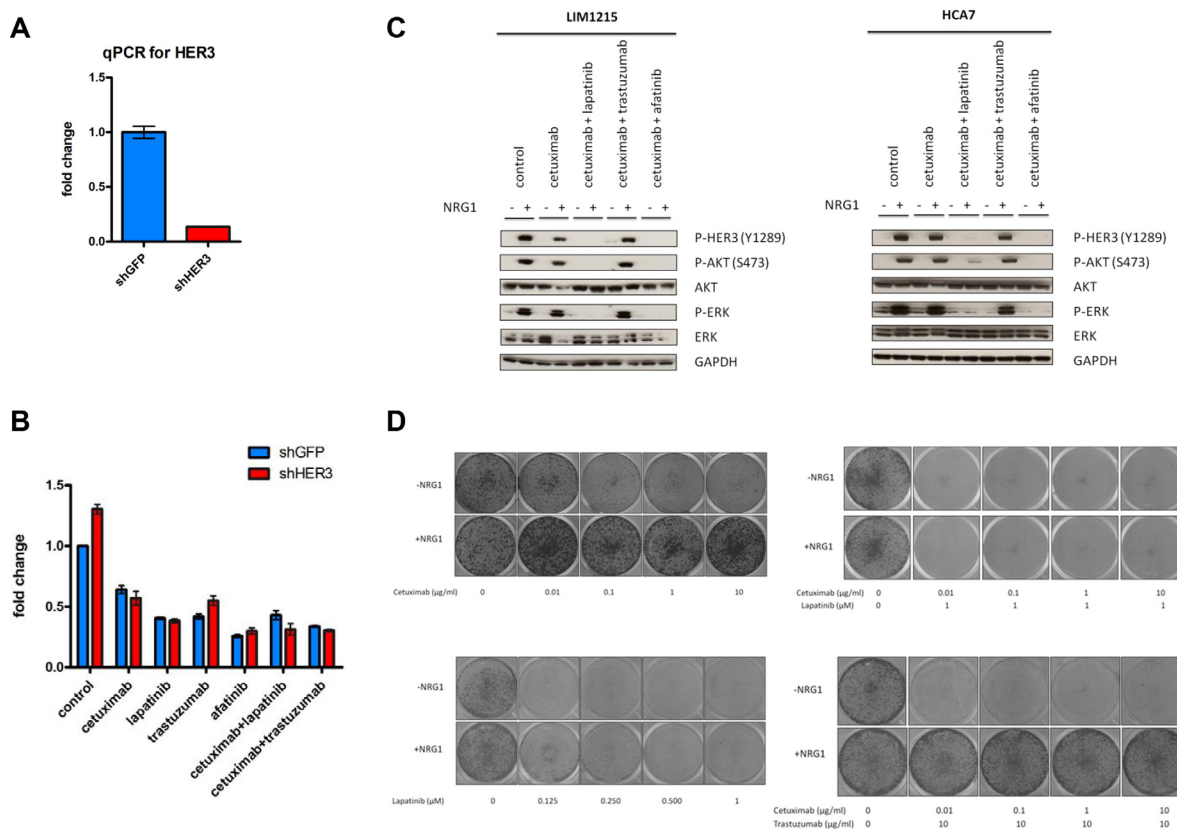 A
qPCR for HER3
fold change
1.5
1.0
0.5
0.0
shGFP
shHER3
B
shGFP
shHER3
fold change
1.5
1.0
0.5
0.0
control
cetuximab
lapatinib
trastuzumab
afatinib
cetuximab+lapatinib
cetuximab+trastuzumab
C
LIM1215
control
cetuximab
cetuximab + lapatinib
cetuximab + trastuzumab
cetuximab + afatinib
NRG1 - + - + - + - + - +
P-HER3 (Y1289)
P-AKT (S473)
AKT
P-ERK
ERK
GAPDH
HCA7
control
cetuximab
cetuximab + lapatinib
cetuximab + trastuzumab
cetuximab + afatinib
NRG1 - + - + - + - + - +
P-HER3 (Y1289)
P-AKT (S473)
AKT
P-ERK
ERK
GAPDH
D
-NRG1
+NRG1
Cetuximab (µg/ml) 0 0.01 0.1 1 10
-NRG1
+NRG1
Cetuximab (µg/ml) 0 0.01 0.1 1 10
Lapatinib (µM) 0 1 1 1 1
-NRG1
+NRG1
Lapatinib (µM) 0 0.125 0.250 0.500 1
-NRG1
+NRG1
Cetuximab (µg/ml) 0 0.01 0.1 1 10
Trastuzumab (µg/ml) 0 10 10 10 10